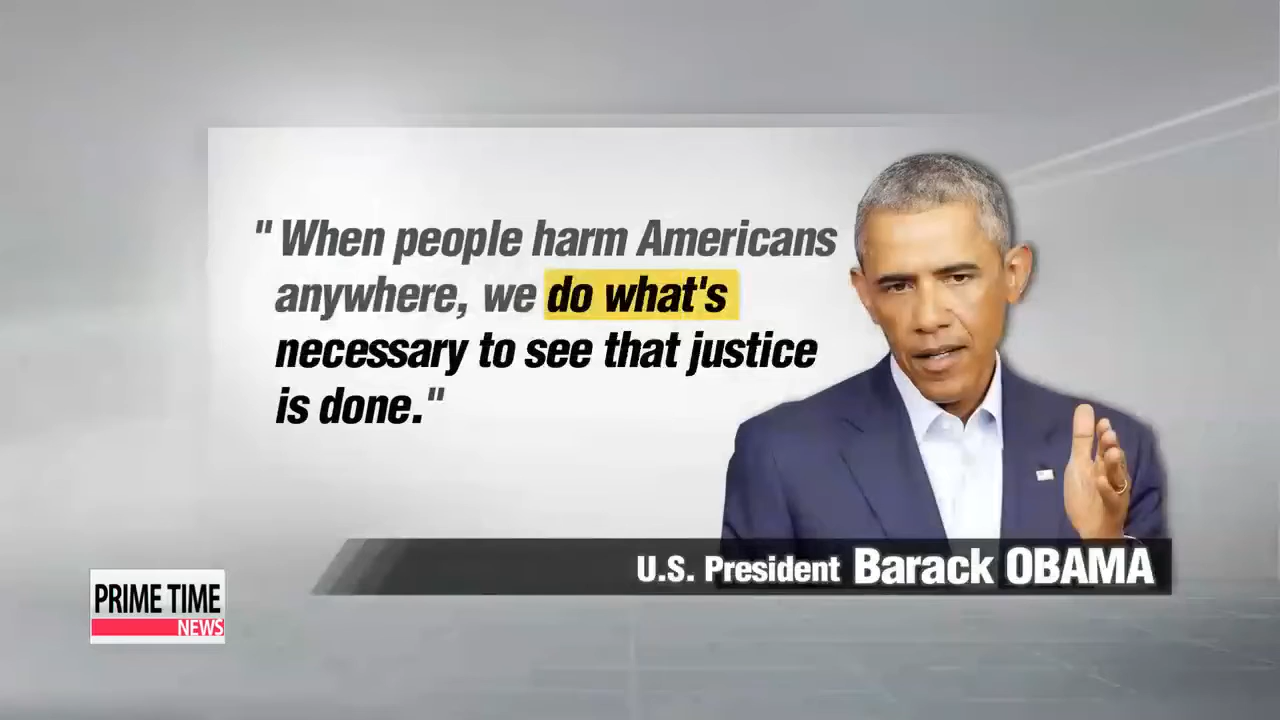 " When people harm Americans
anywhere, we do what's
necessary to see that justice
is done."
U.S. President Barack OBAMA
PRIME TIME
NEWS